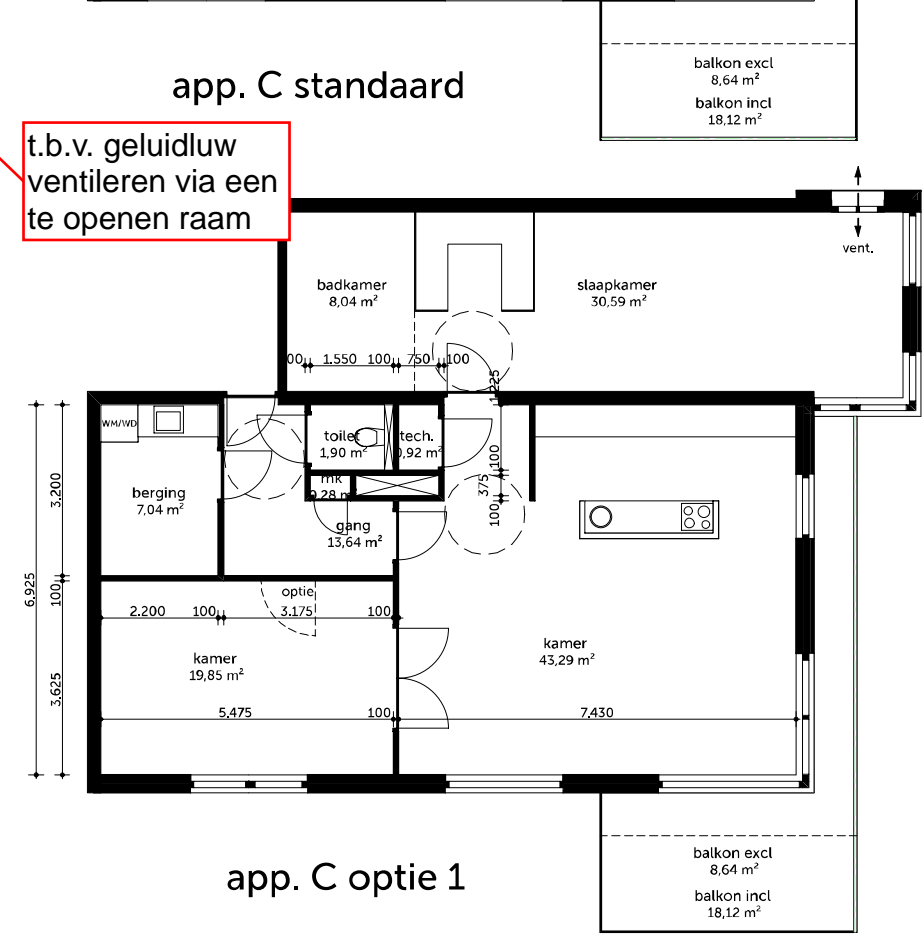 balkon excl
8,64 m²
balkon incl
18,12 m²
app. C standaard
t.b.v. geluidluw
ventileren via een
te openen raam
vent.
badkamer
8,04 m²
slaapkamer
30,59 m²
00 1.550 100 750 100
1.225
WM/WD
toilet
1,90 m²
tech.
0,92 m²
mk
0,28 m²
100
375
100
berging
7,04 m²
gang
13,64 m²
3.200
6.925
100
3.625
optie
2.200 100 3.175 100
kamer
19,85 m²
kamer
43,29 m²
5.475 100 7.430
balkon excl
8,64 m²
balkon incl
18,12 m²
app. C optie 1